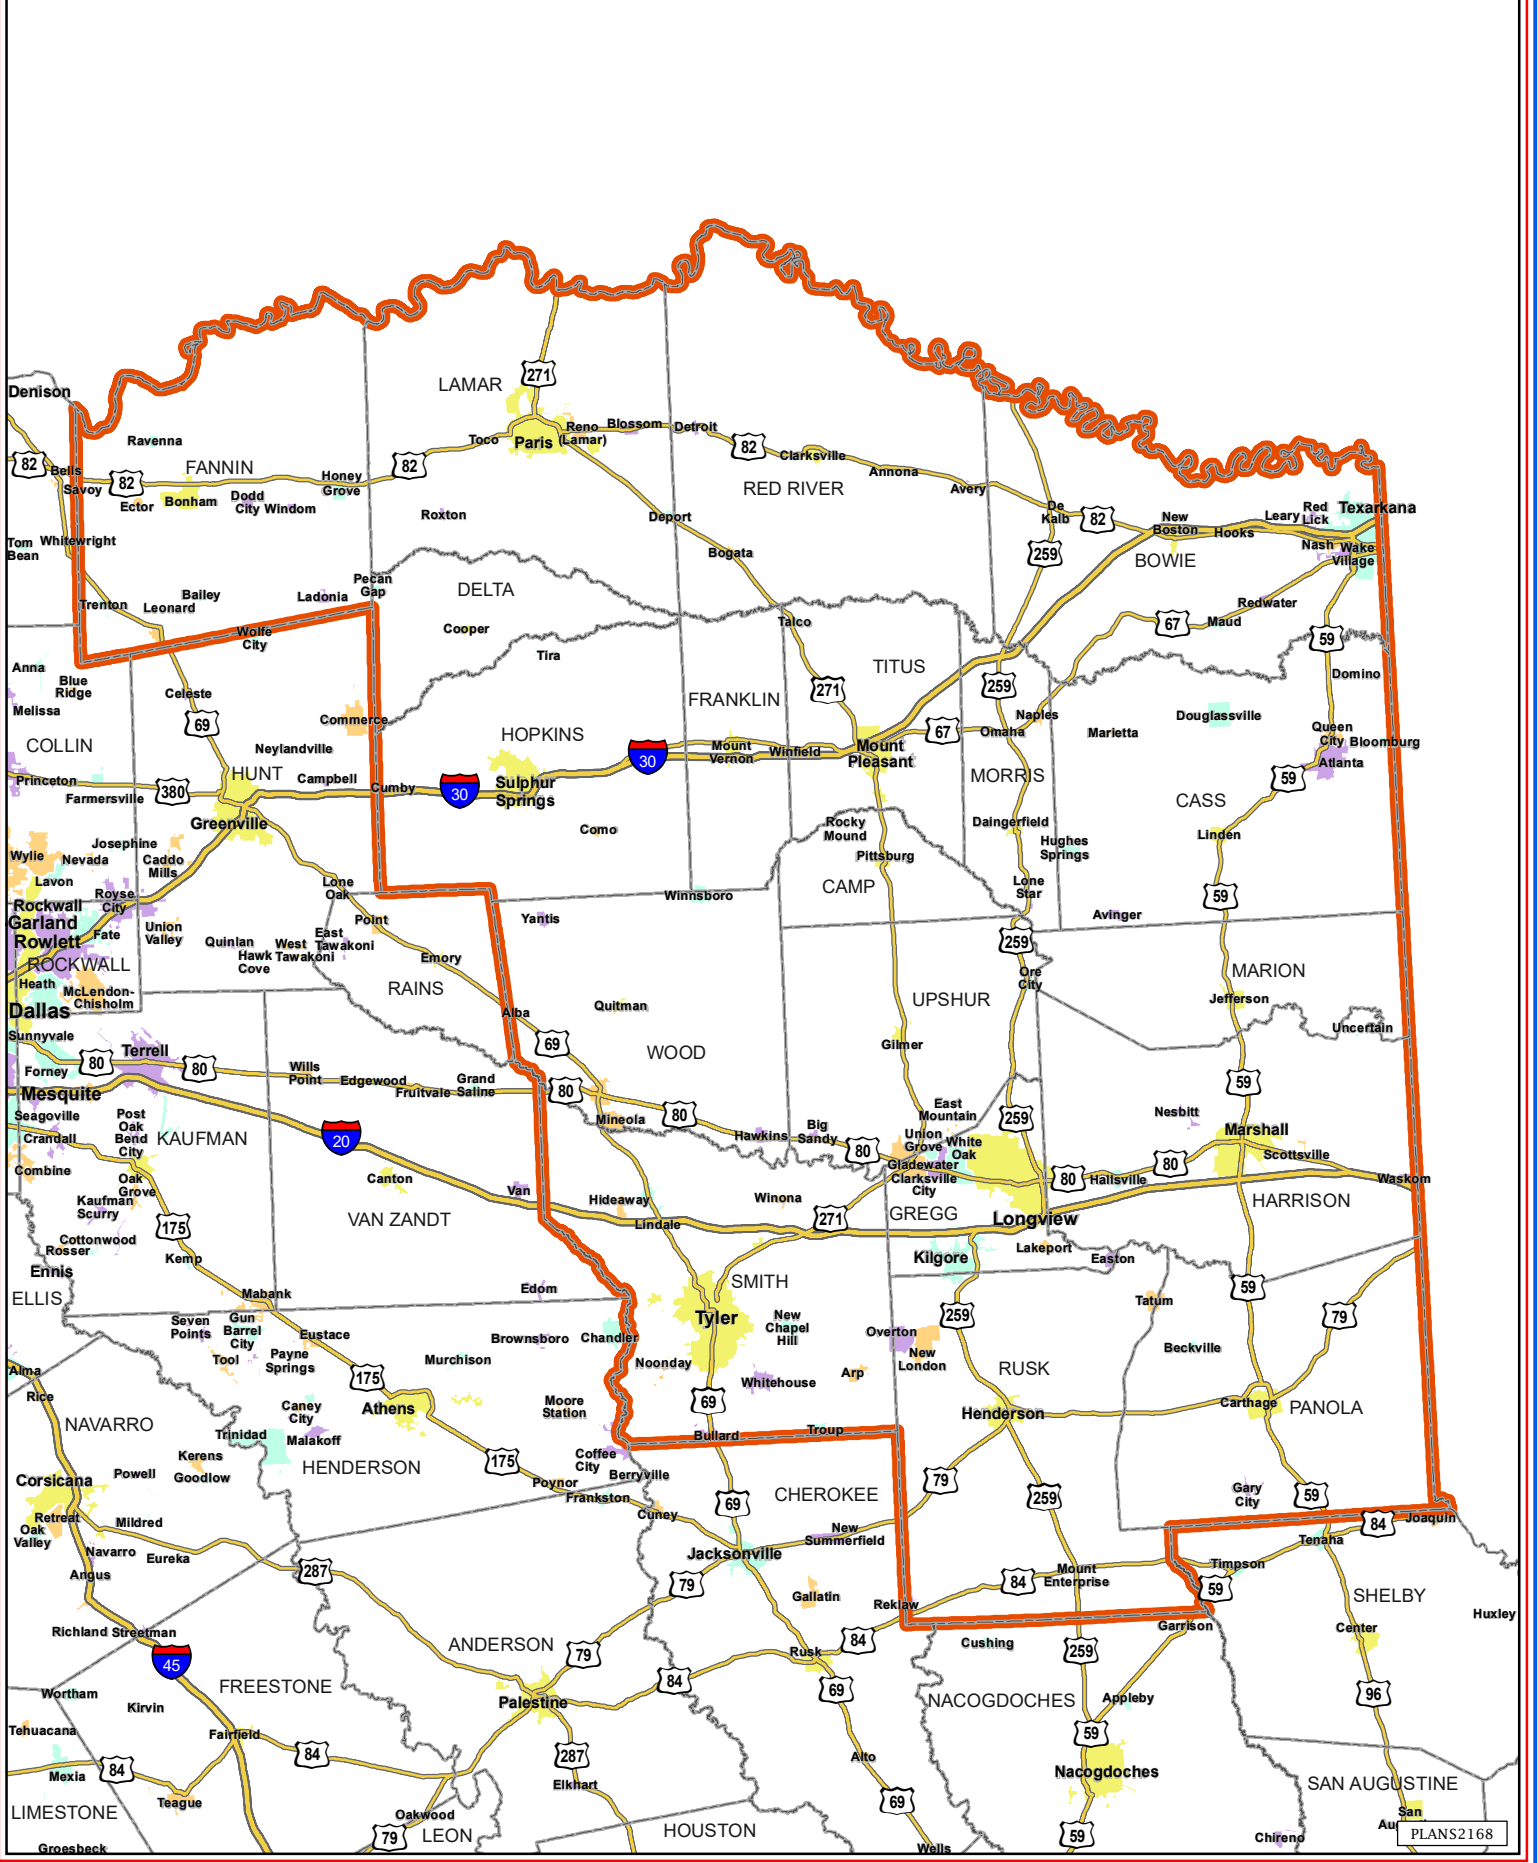 271
LAMAR
Denison
Ravenna
Toco
Paris
Reno
(Lamar)
Blossom
Detroit
82
Clarksville
Annona
82
Bells
Savoy
82
FANNIN
Honey
Grove
82
Ector
Bonham
Dodd
City
Windom
Roxton
Deport
RED RIVER
Avery
De
Kalb
82
New
Boston
Hooks
Leary
Red
Lick
Texarkana
Nash
Wake
Village
Tom
Bean
Whitewright
Bogata
259
BOWIE
Trenton
Leonard
Bailey
Ladonia
Pecan
Gap
DELTA
Cooper
Talco
Redwater
Maud
67
59
Wolfe
City
Tira
TITUS
Anna
Blue
Ridge
Melissa
Celeste
Commerce
69
FRANKLIN
271
259
Naples
Domino
Douglassville
COLLIN
Neylandville
HOPKINS
30
Mount
Vernon
Winfield
Mount
Pleasant
67
Omaha
Marietta
Queen
City
Bloomburg
Atlanta
Princeton
Farmersville
380
HUNT
Campbell
Cumby
30
Sulphur
Springs
MORRIS
59
CASS
Greenville
Como
Rocky
Mound
Daingerfield
Hughes
Springs
Linden
Wylie
Nevada
Josephine
Caddo
Mills
Pittsburg
Lavon
Royse
City
Lone
Oak
Winnsboro
CAMP
Lone
Star
59
Rockwall
Garland
Rowlett
Fate
Union
Valley
Point
Yantis
Avinger
Quinlan
Hawk
Cove
West
Tawakoni
East
Tawakoni
Emory
259
ROCKWALL
Heath
McLendon-
Chisholm
RAINS
Ore
City
MARION
UPSHUR
Jefferson
Dallas
Alba
Quitman
Uncertain
Sunnyvale
Forney
80
Terrell
80
69
WOOD
Gilmer
Wills
Point
Edgewood
Fruitvale
Grand
Saline
80
59
Mesquite
Seagoville
Crandall
Post
Oak
Bend
City
KAUFMAN
20
Mineola
80
Hawkins
Big
Sandy
80
East
Mountain
Union
Grove
White
Oak
259
Nesbitt
Marshall
Scottsville
Combine
Oak
Grove
Canton
Gladewater
Clarksville
City
80
Hallsville
80
Waskom
Kaufman
Scurry
Van
Hideaway
Winona
HARRISON
175
VAN ZANDT
Lindale
271
GREGG
Longview
Cottonwood
Rosser
Kemp
Kilgore
Lakeport
Easton
Ennis
ELLIS
Mabank
Edom
SMITH
59
Tatum
79
Seven
Points
Gun
Barrel
City
Eustace
Brownsboro
Chandler
Tyler
New
Chapel
Hill
259
Overton
New
London
Beckville
Tool
Payne
Springs
Murchison
Noonday
Arp
RUSK
Alma
Rice
175
Whitehouse
69
Athens
Moore
Station
Henderson
Carthage
PANOLA
NAVARRO
Caney
City
Trinidad
Malakoff
Bullard
Troup
Kerens
Goodlow
HENDERSON
175
Coffee
City
Berryville
79
Corsicana
Powell
Poynor
Frankston
CHEROKEE
259
Gary
City
59
Retreat
Oak
Valley
Mildred
Cuney
69
New
Summerfield
84
Joaquin
Navarro
Eureka
Jacksonville
Tenaha
Angus
287
79
Gallatin
84
Mount
Enterprise
Timpson
59
Reklaw
SHELBY
Huxley
Richland
Streetman
ANDERSON
79
84
Rusk
Cushing
259
Garrison
Center
45
FREESTONE
84
69
NACOGDOCHES
Appleby
96
Wortham
Kirvin
Palestine
Tehuacana
Fairfield
84
287
Alto
59
Nacogdoches
84
Mexia
Teague
Elkhart
69
SAN AUGUSTINE
LIMESTONE
Oakwood
79
LEON
HOUSTON
59
Chireno
San
Groesbeck
Wells
PLANS2168